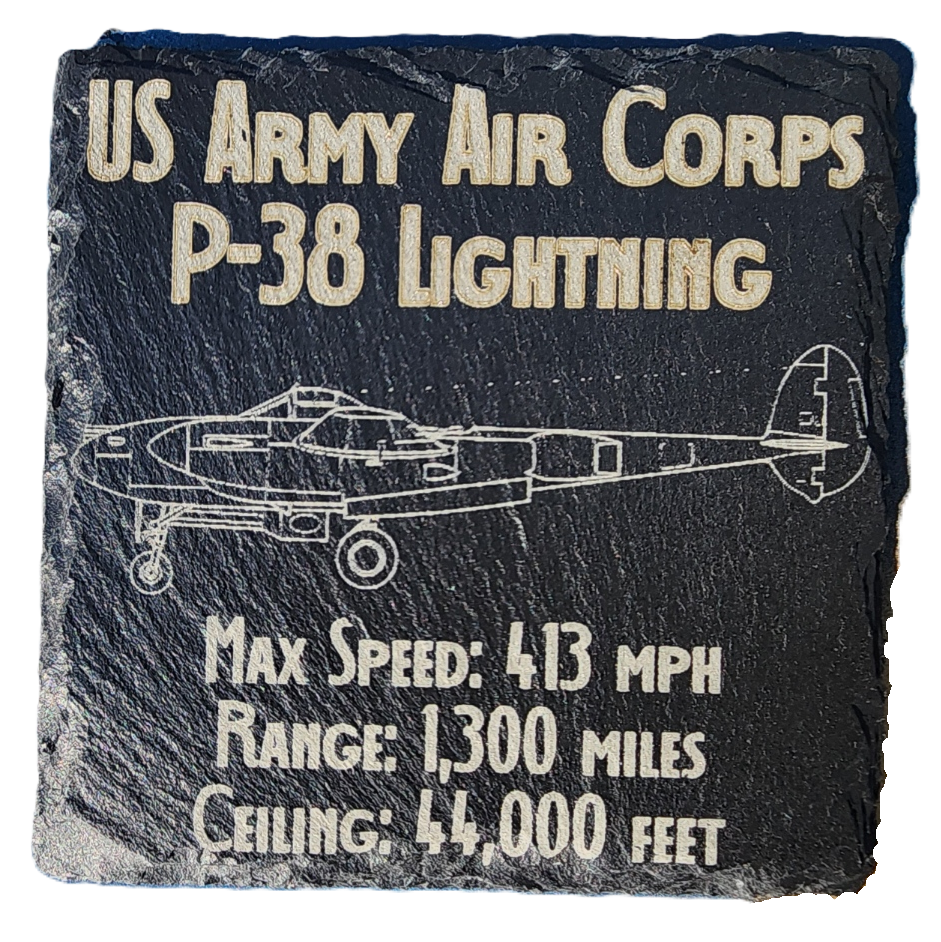 US Army Air Corps
P-38 Lightning
Max Speed: 413 mph
Range: 1,300 miles
Ceiling: 44,000 feet